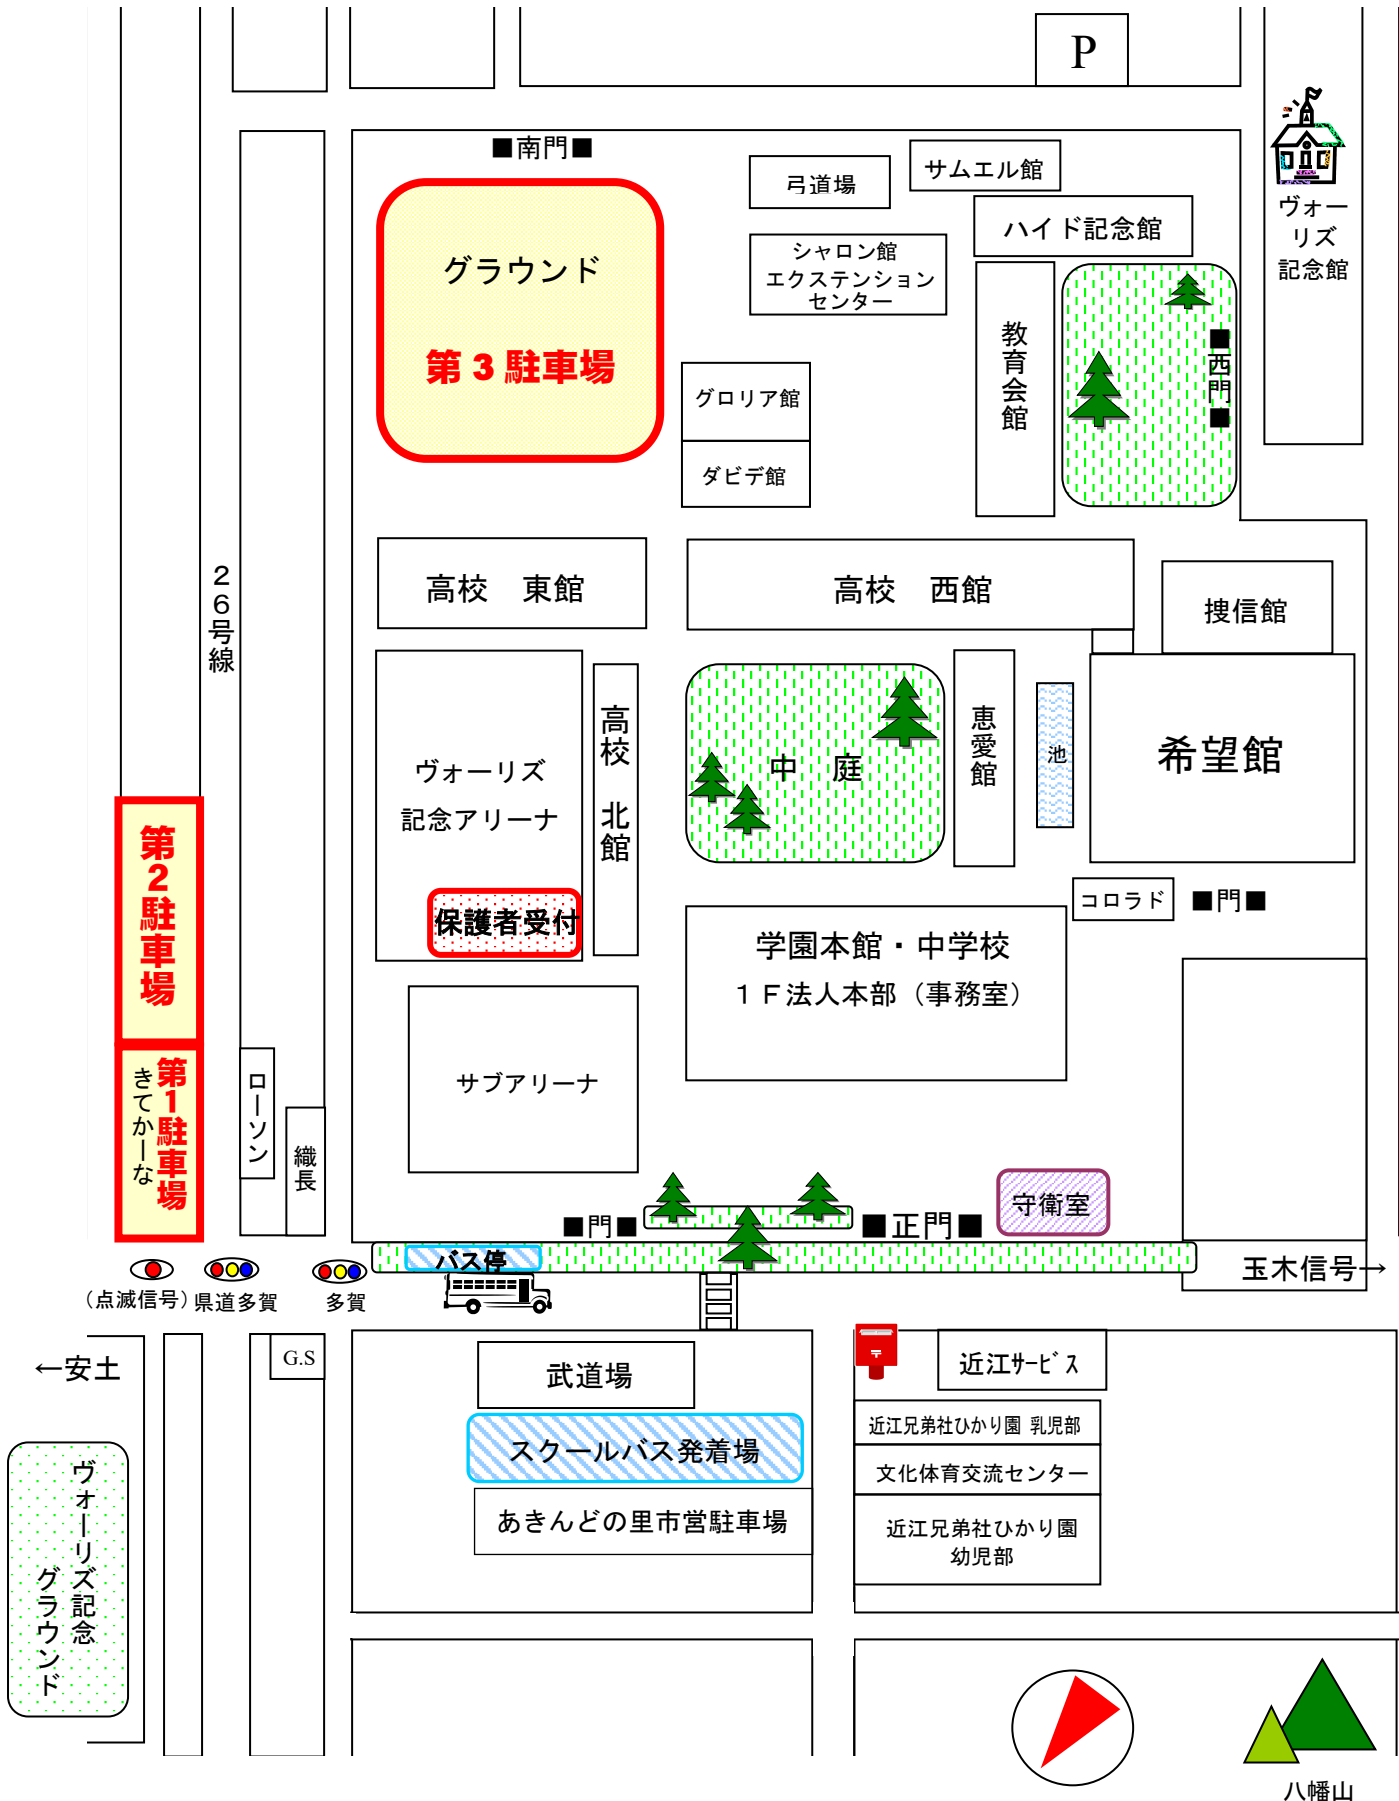 P
■南門■
弓道場
サムエル館
ハイド記念館
ヴォー
リズ
記念館
グラウンド
第3駐車場
シャロン館
エクステンション
センター
教育会館
■西門■
グロリア館
ダビデ館
26号線
高校　東館
高校　西館
捜信館
ヴォーリズ
記念アリーナ
高校　北館
中　庭
恵愛館
池
希望館
第2駐車場
保護者受付
コロラド
■門■
学園本館・中学校
1F法人本部（事務室）
第1駐車場
きてかーな
ローソン
織長
サブアリーナ
■門■
■正門■
守衛室
バス停
玉木信号→
（点滅信号）
県道多賀
多賀
←安土
G.S
武道場
〒
近江サービス
スクールバス発着場
近江兄弟社ひかり園 乳児部
文化体育交流センター
あきんどの里市営駐車場
近江兄弟社ひかり園
幼児部
ヴォーリズ記念
グラウンド
八幡山